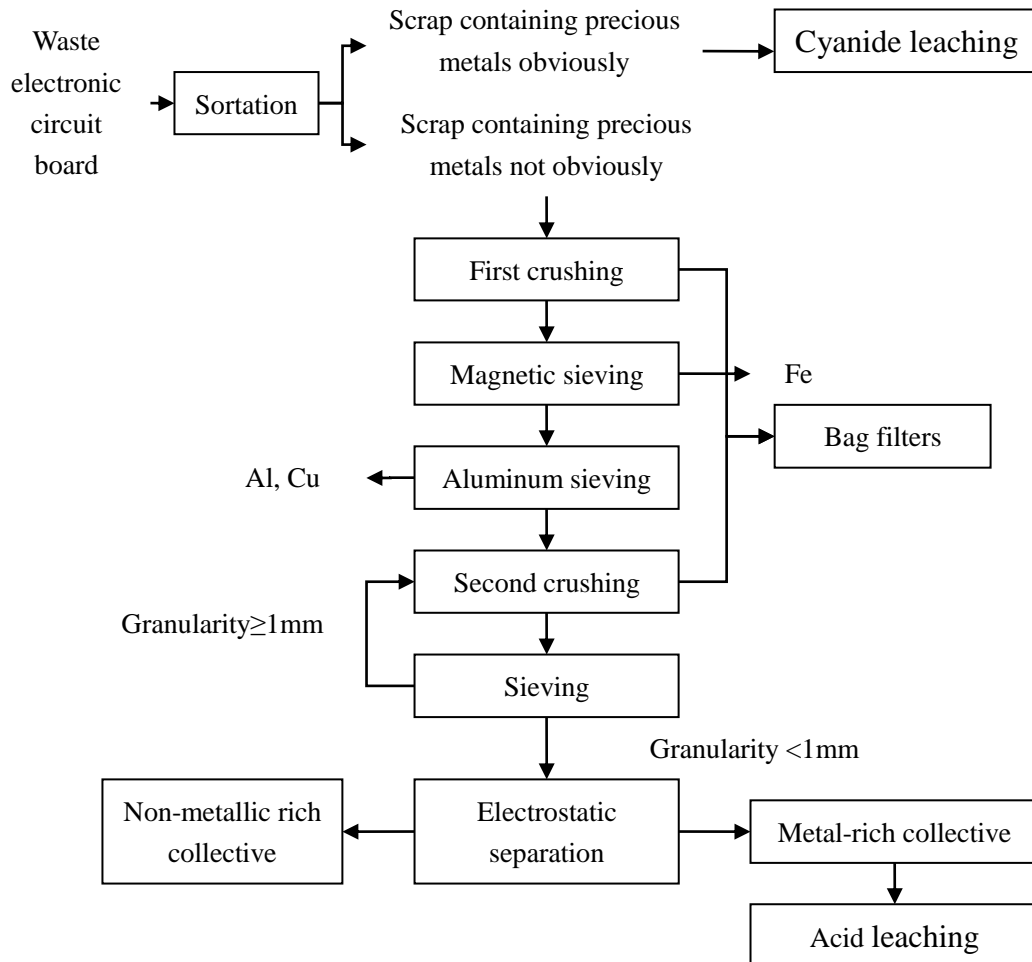 Waste
electronic
circuit
board
Sortation
Scrap containing precious
metals obviously
Cyanide leaching
Scrap containing precious
metals not obviously
First crushing
Magnetic sieving
Fe
Bag filters
Al, Cu
Aluminum sieving
Second crushing
Granularity≥1mm
Sieving
Granularity <1mm
Non-metallic rich
collective
Electrostatic
separation
Metal-rich collective
Acid leaching